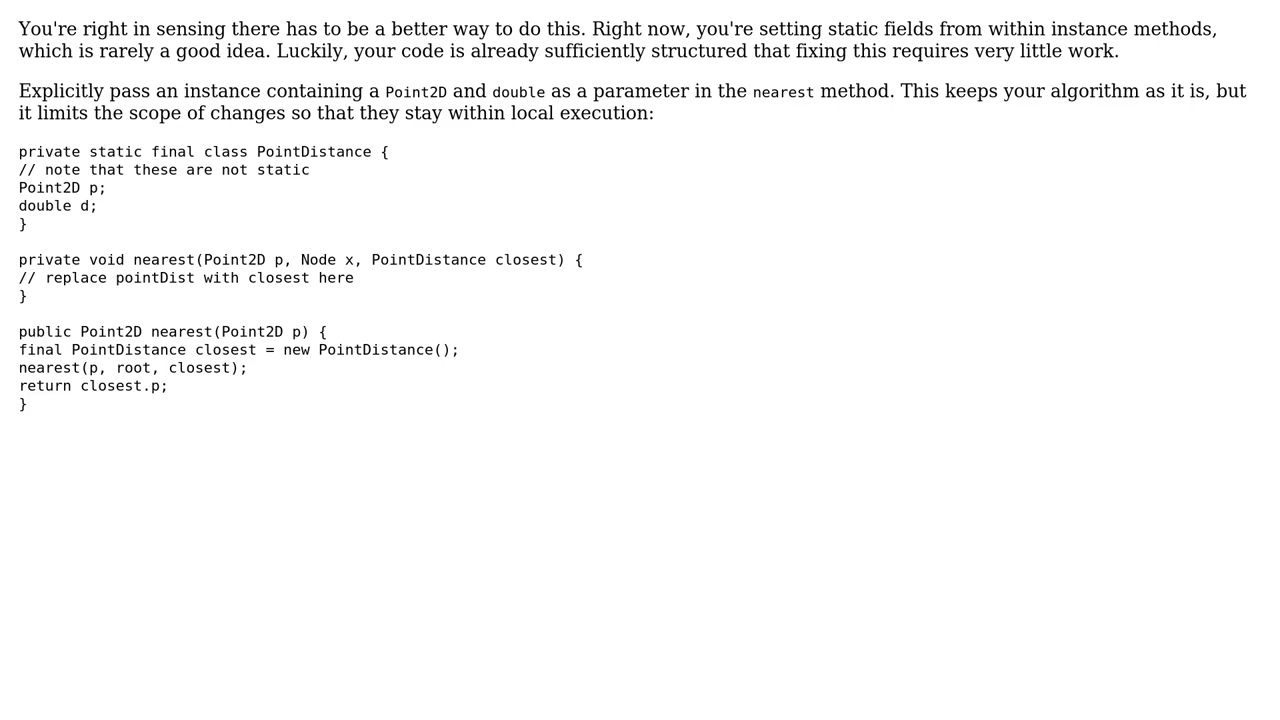 You're right in sensing there has to be a better way to do this. Right now, you're setting static fields from within instance methods,
which is rarely a good idea. Luckily, your code is already sufficiently structured that fixing this requires very little work.
Explicitly pass an instance containing a Point2D and double as a parameter in the nearest method. This keeps your algorithm as it is, but
it limits the scope of changes so that they stay within local execution:
private static final class PointDistance {
// note that these are not static
Point2D p;
double d;
}
private void nearest(Point2D p, Node x, PointDistance closest) {
// replace pointDist with closest here
}
public Point2D nearest(Point2D p) {
final PointDistance closest = new PointDistance();
nearest(p, root, closest);
return closest.p;
}